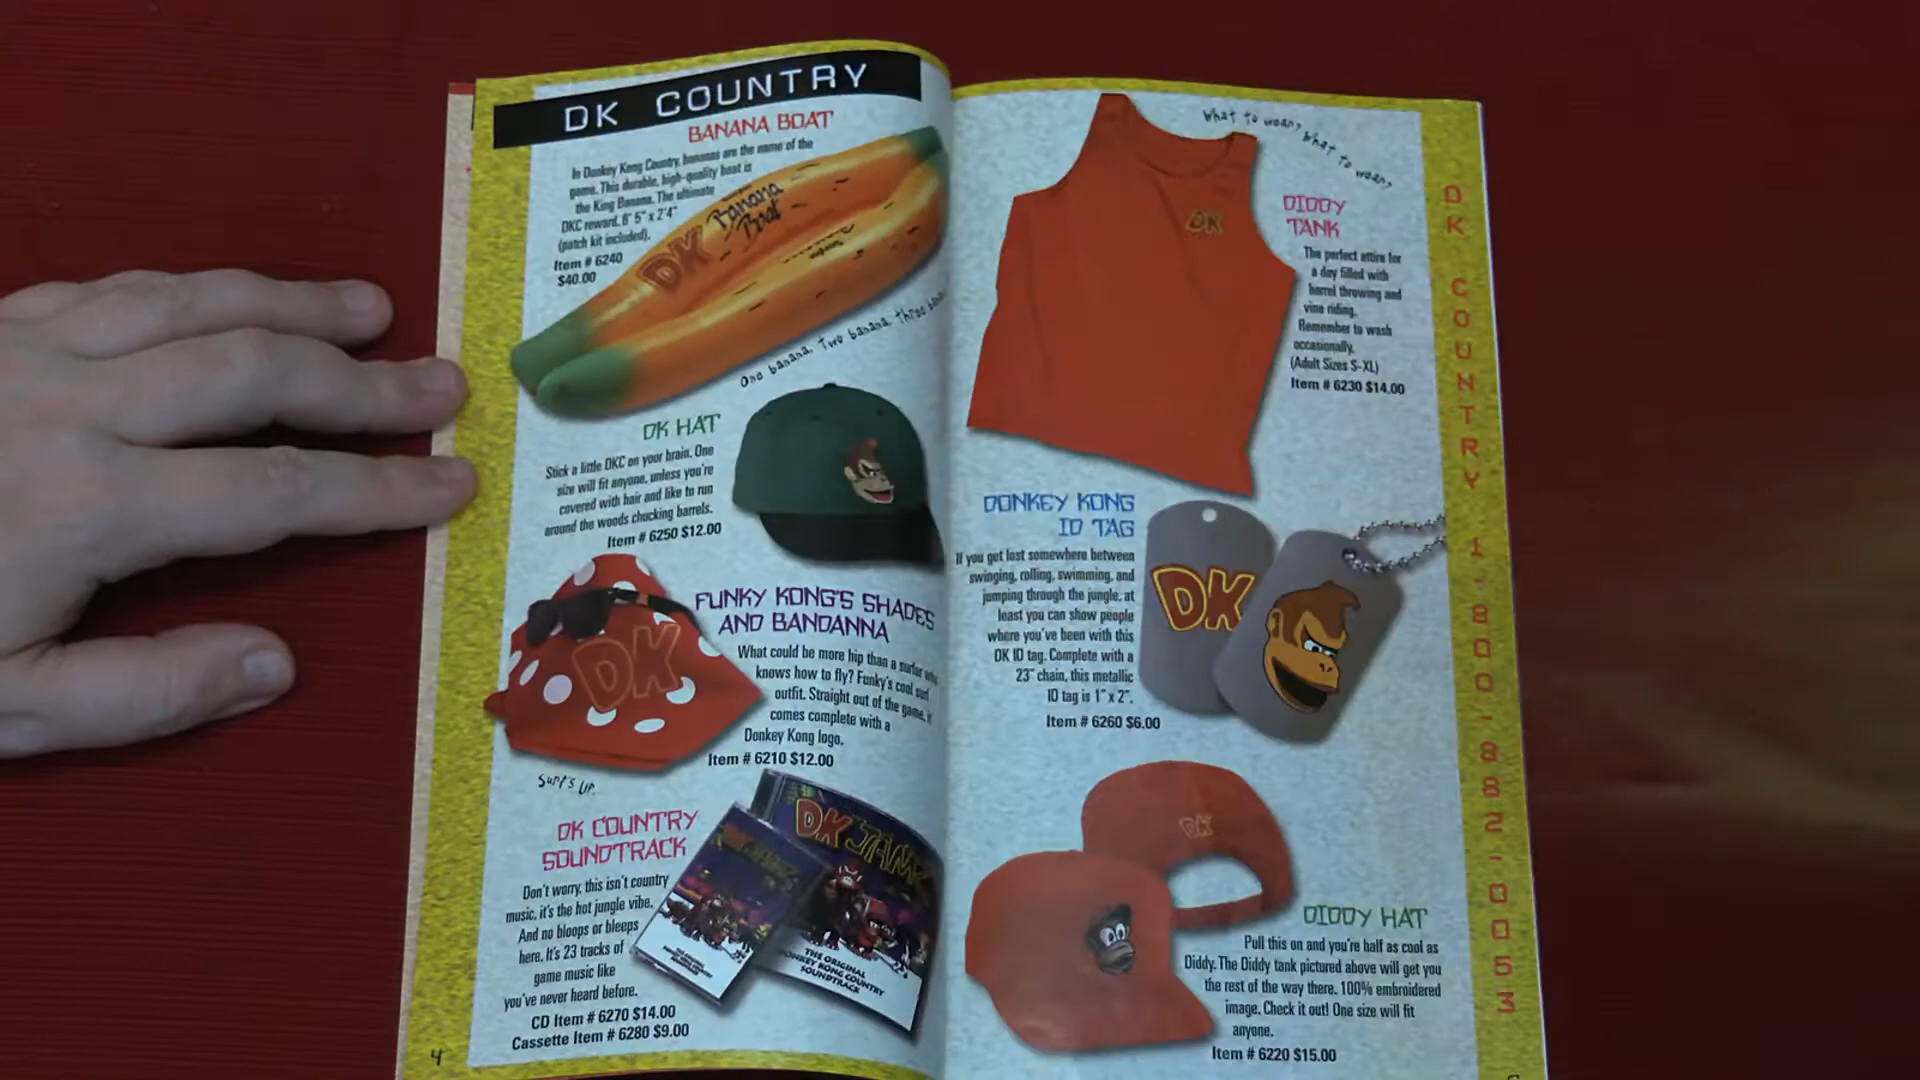 DK COUNTRY
BANANA BOAT
In Donkey Kong Country, bananas are the name of the
game. This durable, high-quality boat is
the King Banana. The ultimate
DKC reward, 6' 5" x 2'4"
(patch kit included).
Item # 6240
$40.00
DK
Banana
Boat
One banana, Two banana, Three
DK HAT
Stick a little DKC on your brain. One
size will fit anyone, unless you're
covered with hair and like to run
around the woods chucking barrels.
Item # 6250 $12.00
FUNKY KONG'S SHADES
AND BANDANNA
What could be more hip than a surfer who
knows how to fly? Funky's cool surf
outfit. Straight out of the game, it
comes complete with a
Donkey Kong logo.
Item # 6210 $12.00
DK
Surf's up.
DK COUNTRY
SOUNDTRACK
Don't worry, this isn't country
music, it's the hot jungle vibe.
And no bloops or bleeps
here. It's 23 tracks of
game music like
you've never heard before.
CD Item # 6270 $14.00
Cassette Item # 6280 $9.00
DK JAMZ
THE ORIGINAL
DONKEY KONG COUNTRY
SOUNDTRACK
4
What to wear, What to wear,
DK
DIDDY
TANK
The perfect attire for
a day filled with
barrel throwing and
vine riding.
Remember to wash
occasionally.
(Adult Sizes S-XL)
Item # 6230 $14.00
DONKEY KONG
ID TAG
If you get lost somewhere between
swinging, rolling, swimming, and
jumping through the jungle, at
least you can show people
where you've been with this
DK ID tag. Complete with a
23" chain, this metallic
ID tag is 1" x 2".
Item # 6260 $6.00
DK
DK
DIDDY HAT
Pull this on and you're half as cool as
Diddy. The Diddy tank pictured above will get you
the rest of the way there. 100% embroidered
image. Check it out! One size will fit
anyone.
Item # 6220 $15.00
DK COUNTRY 1-800-882-0053